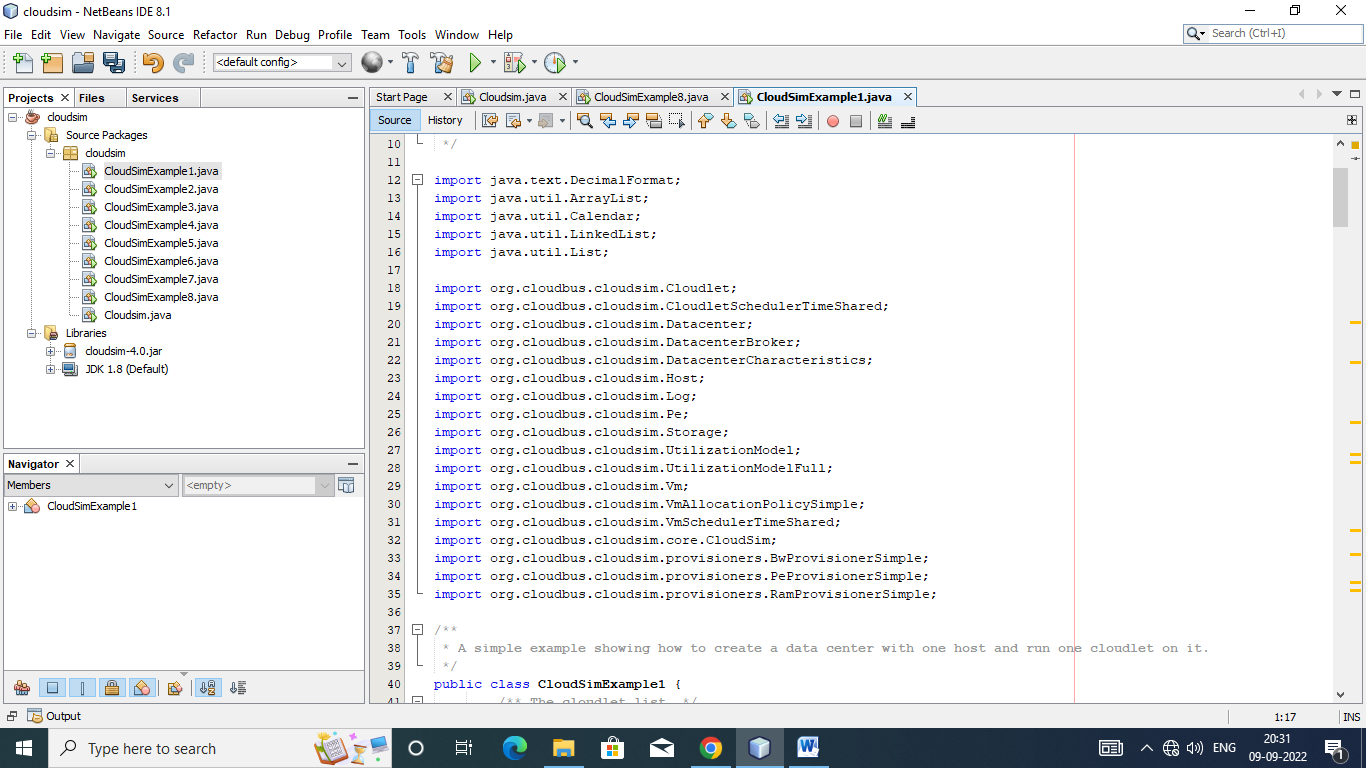 cloudsim - NetBeans IDE 8.1
File Edit View Navigate Source Refactor Run Debug Profile Team Tools Window Help
Search (Ctrl+I)
<default config>
Projects Files Services
cloudsim
Source Packages
cloudsim
CloudSimExample1.java
CloudSimExample2.java
CloudSimExample3.java
CloudSimExample4.java
CloudSimExample5.java
CloudSimExample6.java
CloudSimExample7.java
CloudSimExample8.java
Cloudsim.java
Libraries
cloudsim-4.0.jar
JDK 1.8 (Default)
Navigator
Members
<empty>
CloudSimExample1
Start Page Cloudsim.java CloudSimExample8.java CloudSimExample1.java
Source History
10 */
11
12 import java.text.DecimalFormat;
13 import java.util.ArrayList;
14 import java.util.Calendar;
15 import java.util.LinkedList;
16 import java.util.List;
17
18 import org.cloudbus.cloudsim.Cloudlet;
19 import org.cloudbus.cloudsim.CloudletSchedulerTimeShared;
20 import org.cloudbus.cloudsim.Datacenter;
21 import org.cloudbus.cloudsim.DatacenterBroker;
22 import org.cloudbus.cloudsim.DatacenterCharacteristics;
23 import org.cloudbus.cloudsim.Host;
24 import org.cloudbus.cloudsim.Log;
25 import org.cloudbus.cloudsim.Pe;
26 import org.cloudbus.cloudsim.Storage;
27 import org.cloudbus.cloudsim.UtilizationModel;
28 import org.cloudbus.cloudsim.UtilizationModelFull;
29 import org.cloudbus.cloudsim.Vm;
30 import org.cloudbus.cloudsim.VmAllocationPolicySimple;
31 import org.cloudbus.cloudsim.VmSchedulerTimeShared;
32 import org.cloudbus.cloudsim.core.CloudSim;
33 import org.cloudbus.cloudsim.provisioners.BwProvisionerSimple;
34 import org.cloudbus.cloudsim.provisioners.PeProvisionerSimple;
35 import org.cloudbus.cloudsim.provisioners.RamProvisionerSimple;
36
37 /**
38 * A simple example showing how to create a data center with one host and run one cloudlet on it.
39 */
40 public class CloudSimExample1 {
41 /** The cloudlet list. */
Output
1:17 INS
Type here to search
ENG
20:31
09-09-2022
1